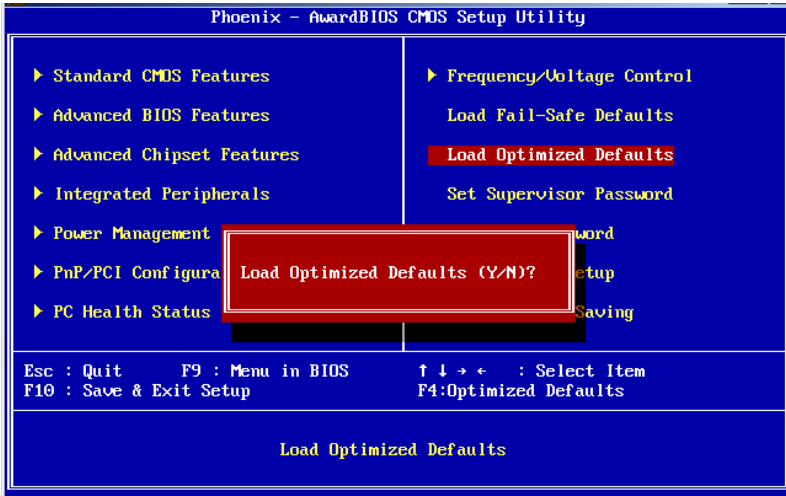 Phoenix - AwardBIOS CMOS Setup Utility
Standard CMOS Features
Advanced BIOS Features
Advanced Chipset Features
Integrated Peripherals
Power Management
PnP/PCI Configura
PC Health Status
Frequency/Voltage Control
Load Fail-Safe Defaults
Load Optimized Defaults
Set Supervisor Password
word
etup
Saving
Load Optimized Defaults (Y/N)?
Esc : Quit F9 : Menu in BIOS ↑ ↓ → ← : Select Item
F10 : Save & Exit Setup F4:Optimized Defaults
Load Optimized Defaults